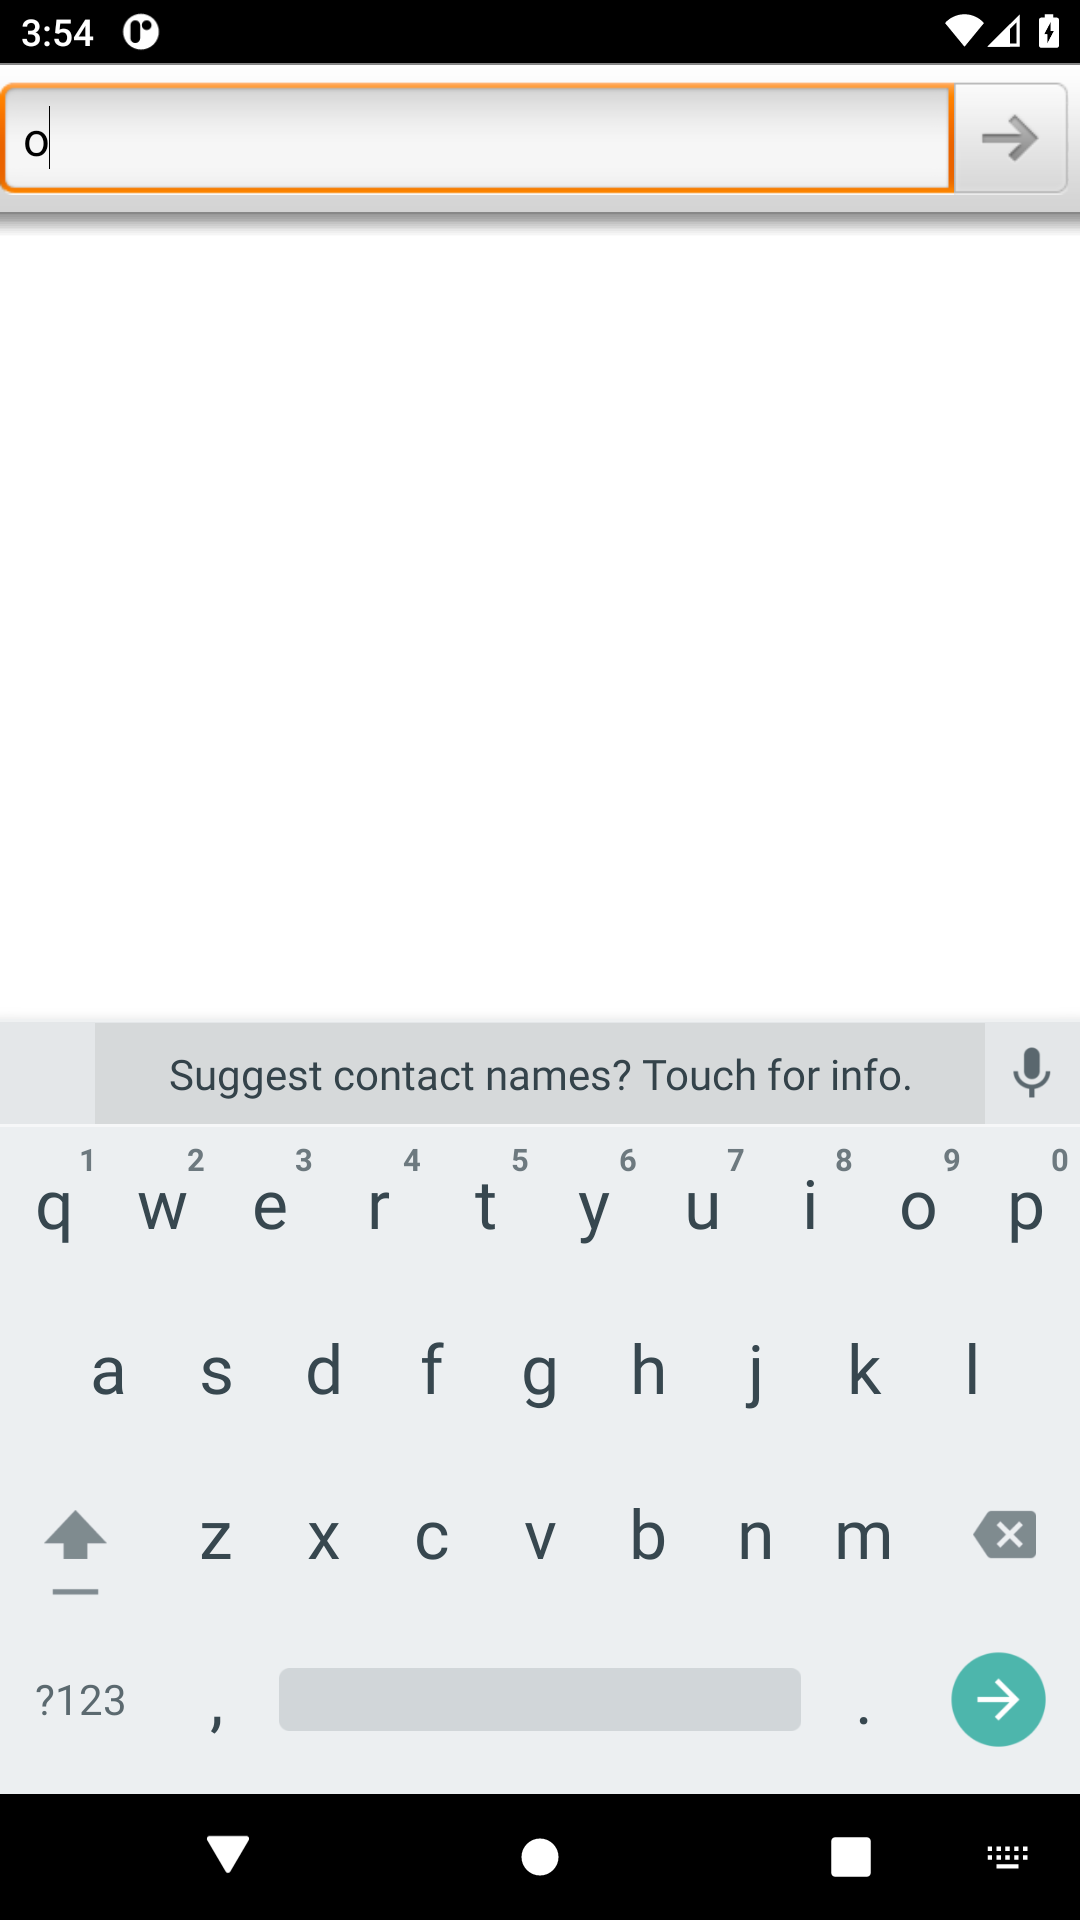 3:54
o
Suggest contact names? Touch for info.
1 2 3 4 5 6 7 8 9 0
q w e r t y u i o p
a s d f g h j k l
z x c v b n m
?123 , .